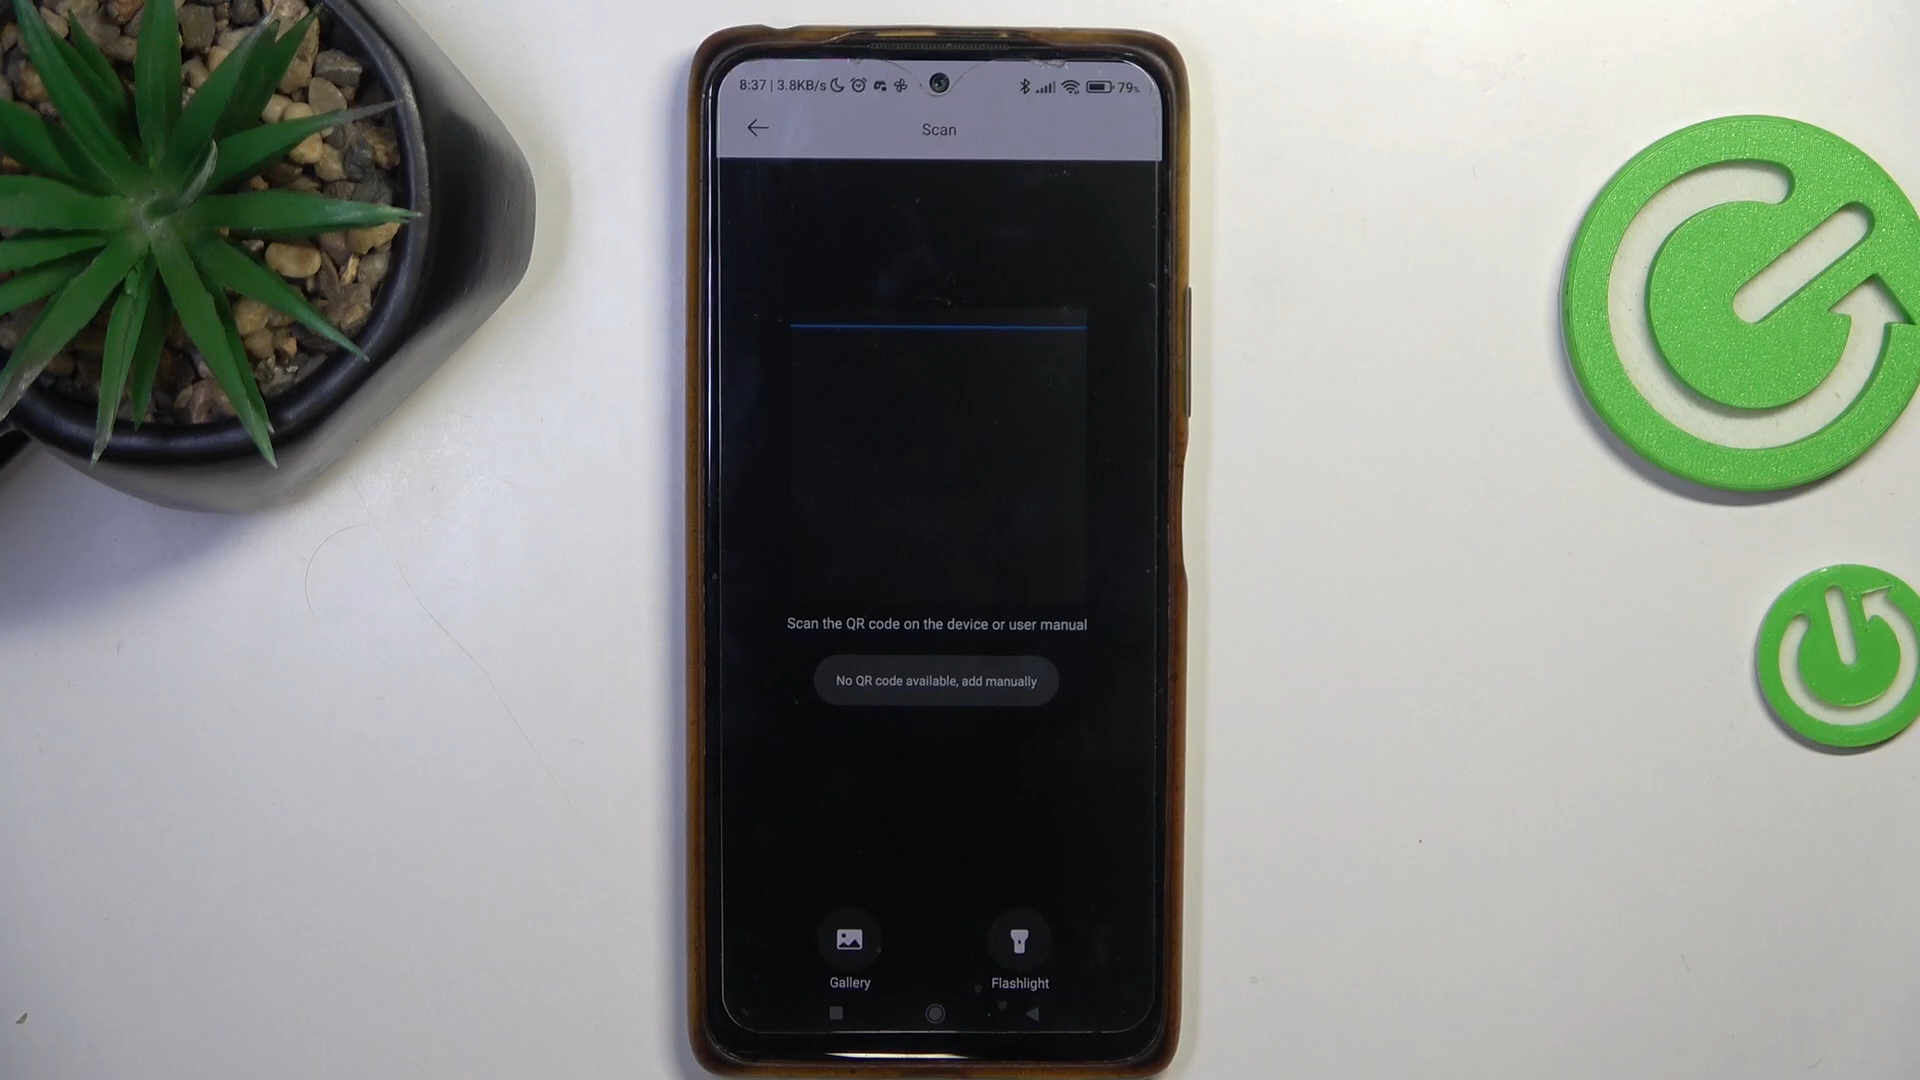 8:37 | 3.8KB/s 79%
Scan
Scan the QR code on the device or user manual
No QR code available, add manually
Gallery Flashlight